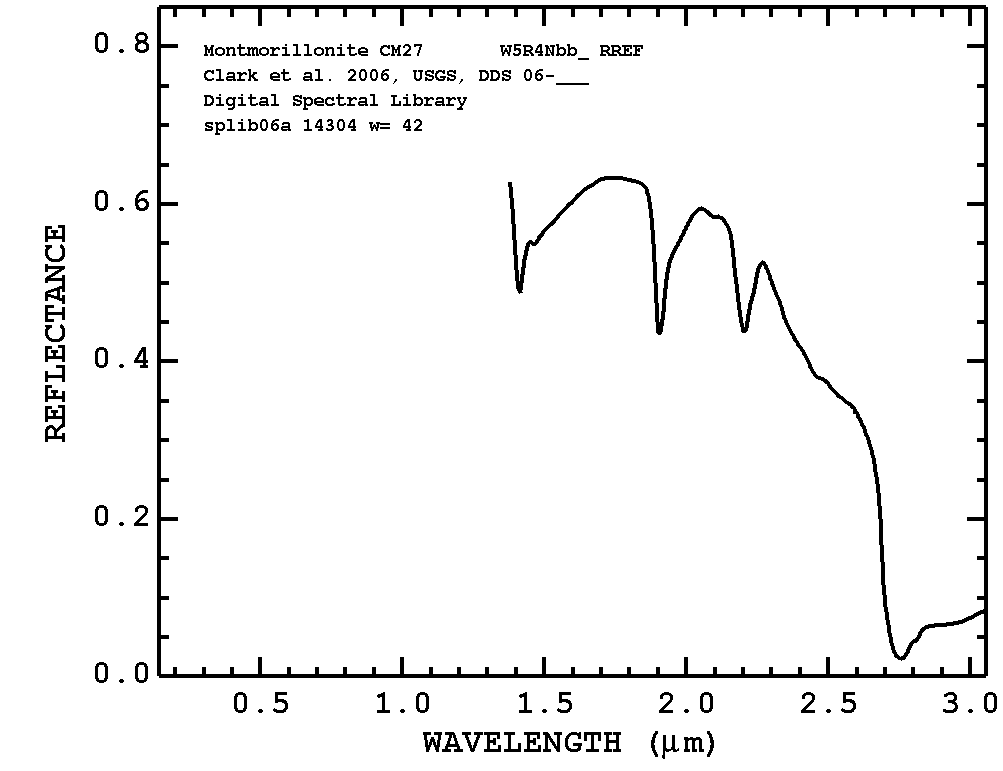 Montmorillonite CM27 W5R4Nbb_ RREF
Clark et al. 2006, USGS, DDS 06-___
Digital Spectral Library
splib06a 14304 w= 42
REFLECTANCE
0.8
0.6
0.4
0.2
0.0
0.5 1.0 1.5 2.0 2.5 3.0
WAVELENGTH (μm)